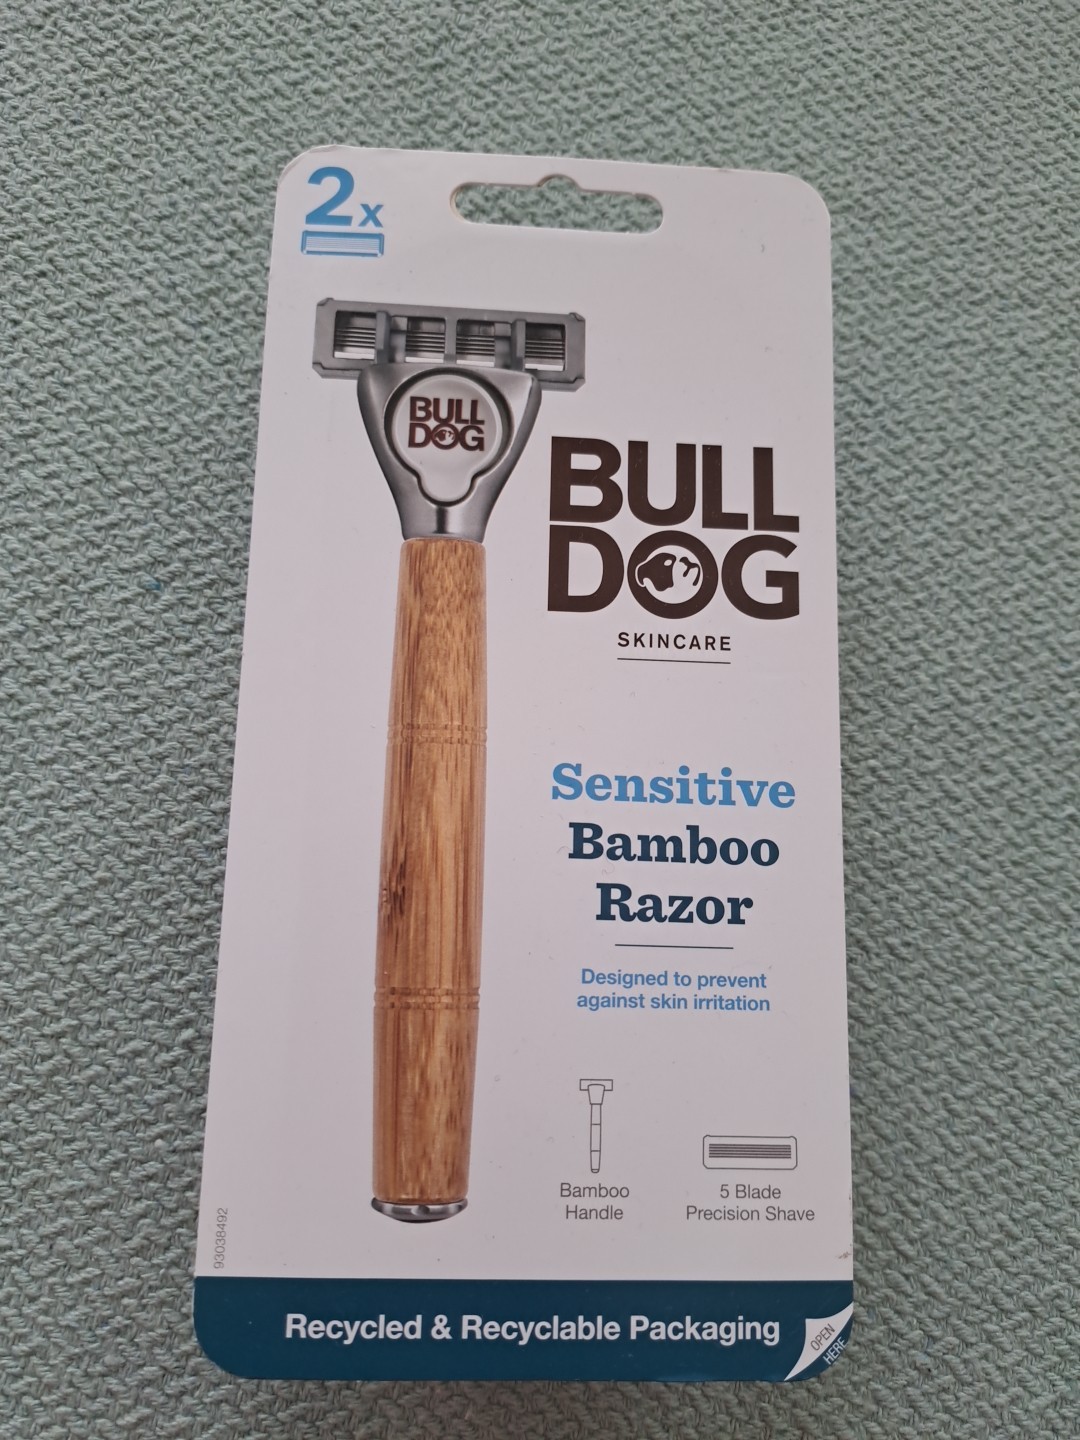 2x
BULL
DOG
BULL
DOG
SKINCARE
Sensitive
Bamboo
Razor
Designed to prevent
against skin irritation
Bamboo
Handle
5 Blade
Precision Shave
93038492
Recycled & Recyclable Packaging
OPEN
HERE